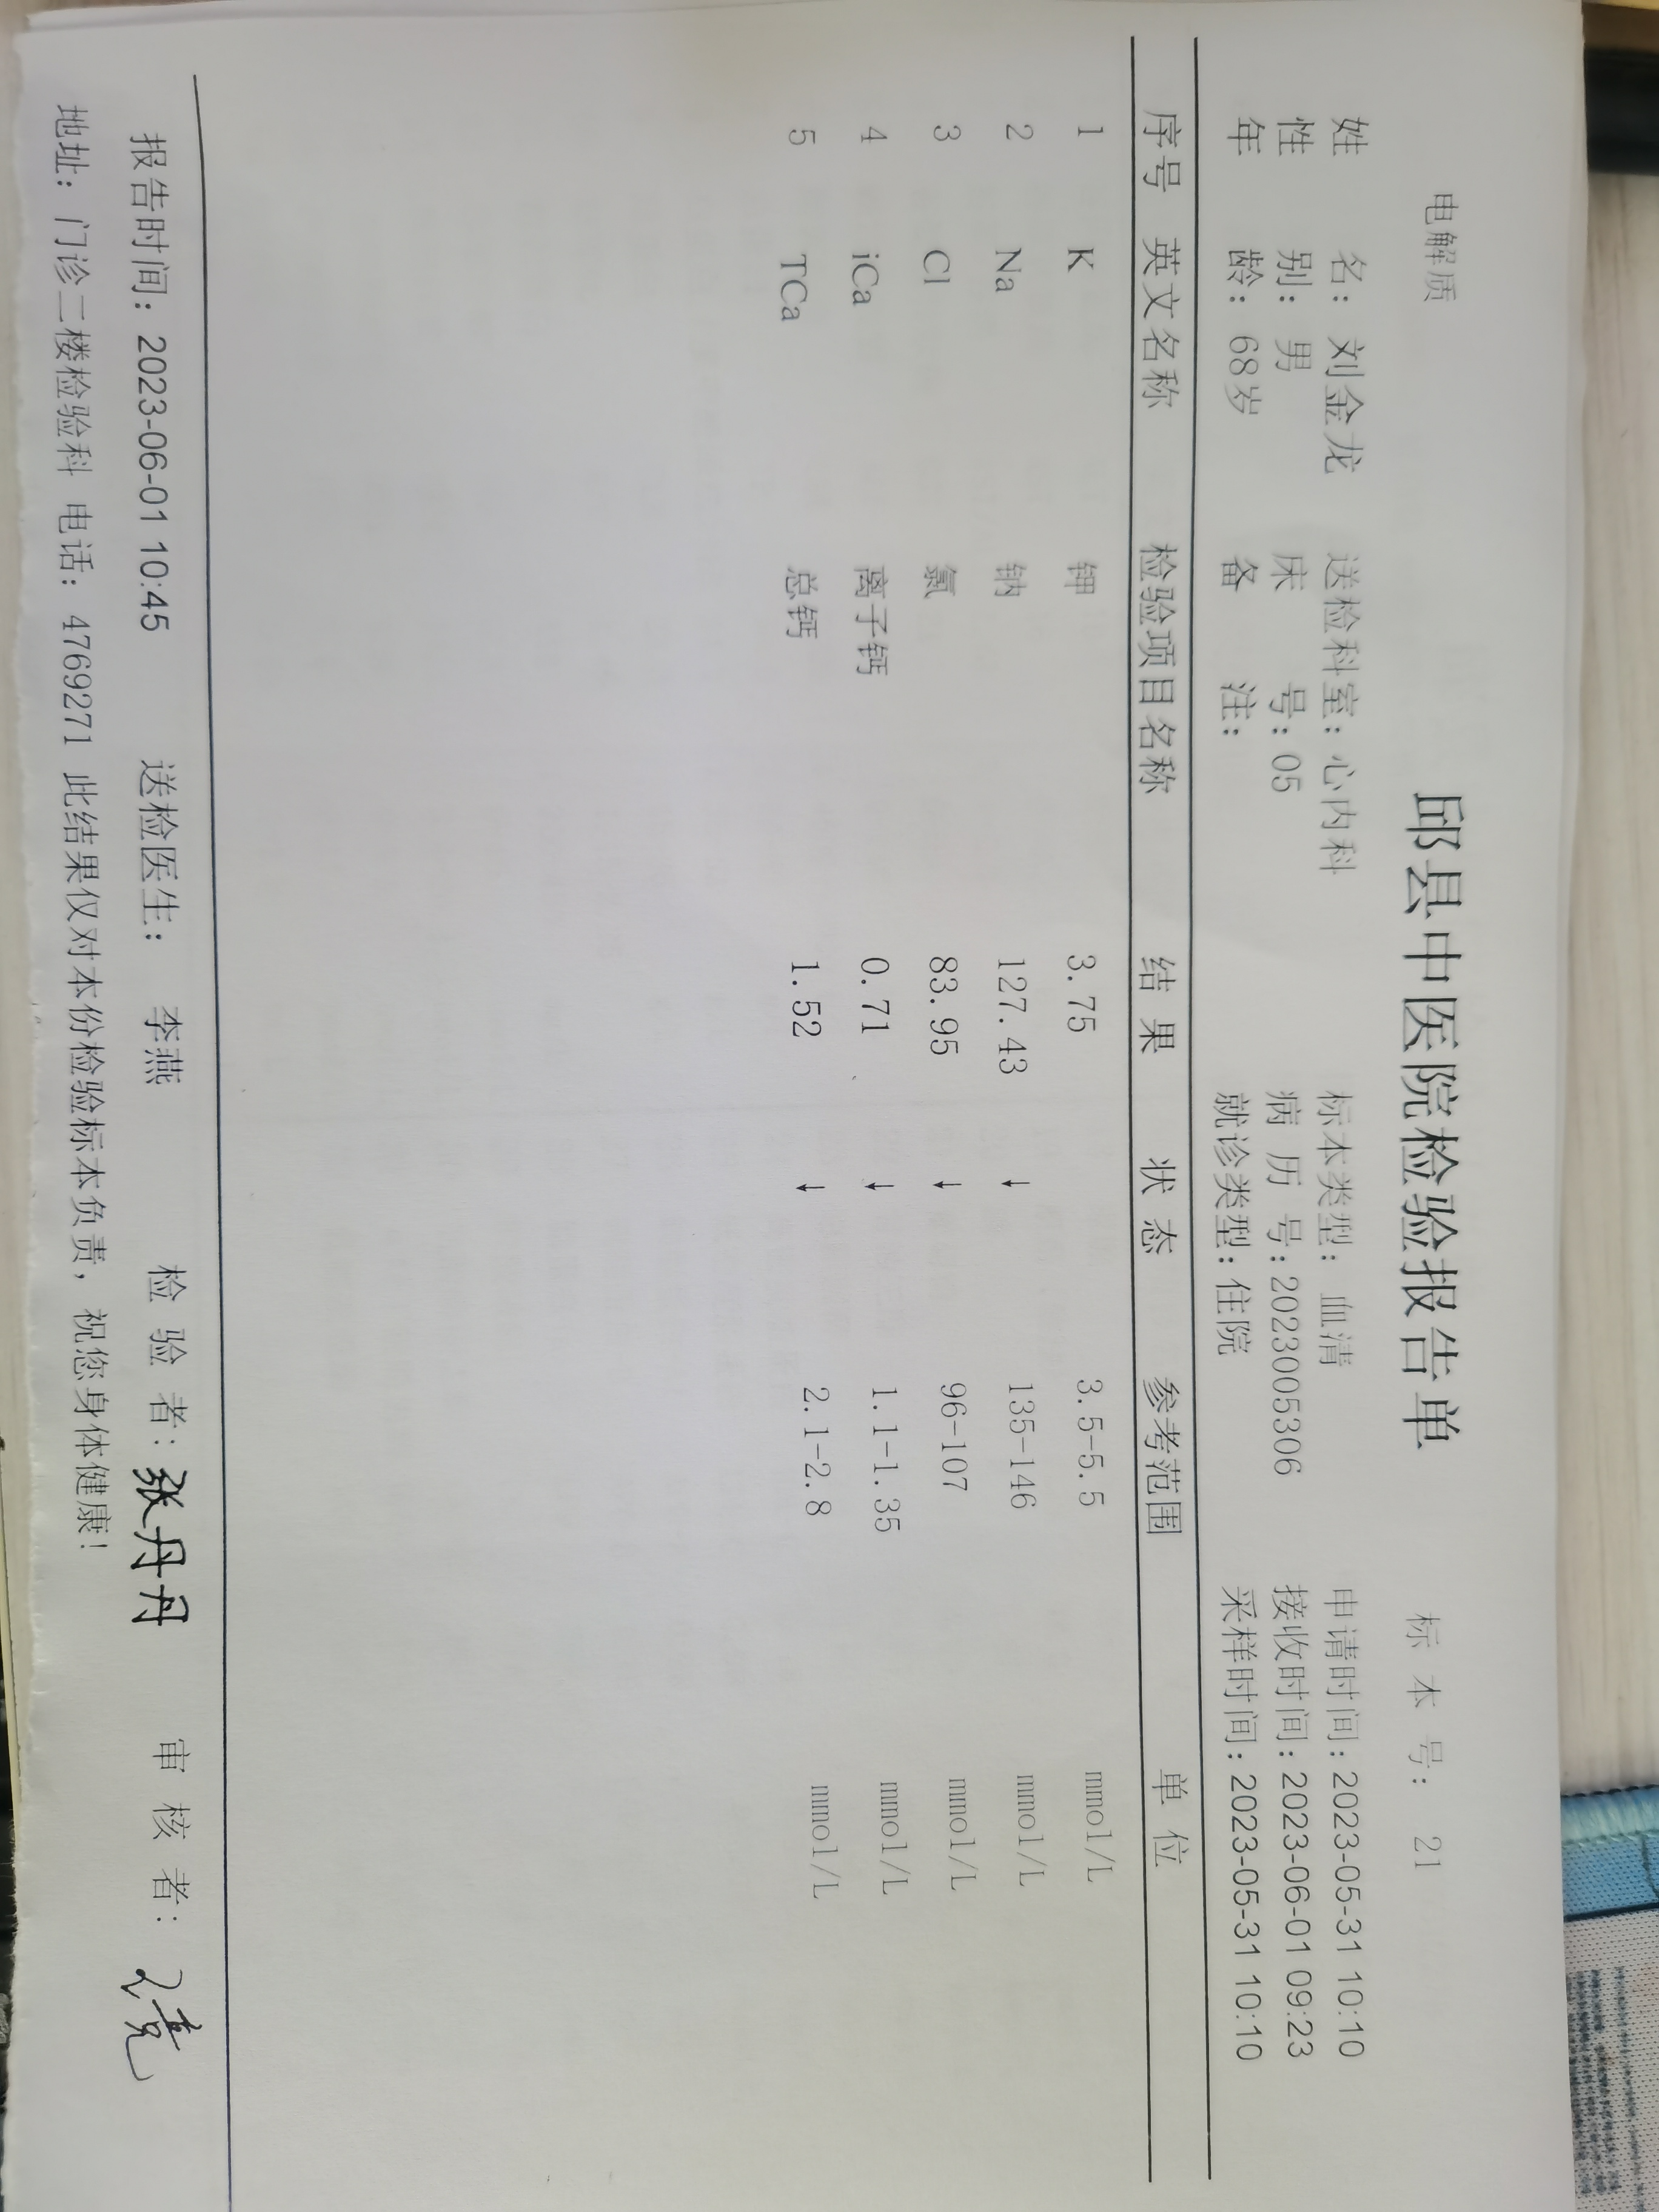 邱县中医院检验报告单
电解质 标 本 号: 21
姓 名: 刘金龙 送检科室: 心内科 标本类型: 血清 申请时间: 2023-05-31 10:10
性 别: 男 床 号: 05 病 历 号: 2023005306 接收时间: 2023-06-01 09:23
年 龄: 68岁 备 注: 就诊类型: 住院 采样时间: 2023-05-31 10:10
序号 英文名称 检验项目名称 结 果 状 态 参考范围 单 位
1 K 钾 3.75 3.5-5.5 mmol/L
2 Na 钠 127.43 ↓ 135-146 mmol/L
3 Cl 氯 83.95 ↓ 96-107 mmol/L
4 iCa 离子钙 0.71 ↓ 1.1-1.35 mmol/L
5 TCa 总钙 1.52 ↓ 2.1-2.8 mmol/L
报告时间: 2023-06-01 10:45 送检医生: 李燕 检 验 者: 张丹丹 审 核 者:
地址: 门诊二楼检验科 电话: 4769271 此结果仅对本份检验标本负责, 祝您身体健康!